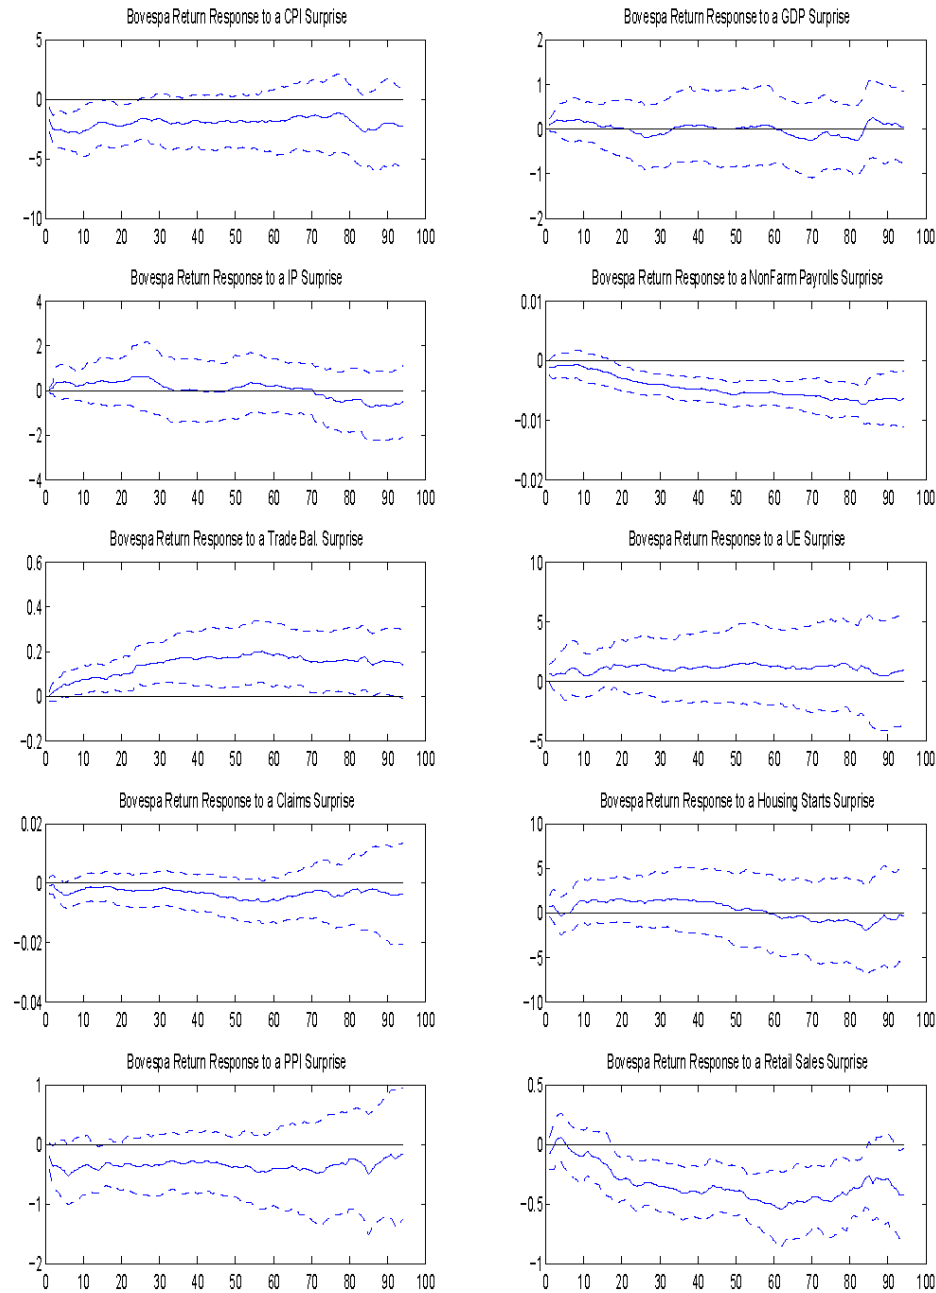 Bovespa Return Response to a CPI Surprise
5
0
−5
−10
0 10 20 30 40 50 60 70 80 90 100
Bovespa Return Response to a GDP Surprise
2
1
0
−1
−2
0 10 20 30 40 50 60 70 80 90 100
Bovespa Return Response to a IP Surprise
4
2
0
−2
−4
0 10 20 30 40 50 60 70 80 90 100
Bovespa Return Response to a NonFarm Payrolls Surprise
0.01
0
−0.01
−0.02
0 10 20 30 40 50 60 70 80 90 100
Bovespa Return Response to a Trade Bal. Surprise
0.6
0.4
0.2
0
−0.2
0 10 20 30 40 50 60 70 80 90 100
Bovespa Return Response to a UE Surprise
10
5
0
−5
0 10 20 30 40 50 60 70 80 90 100
Bovespa Return Response to a Claims Surprise
0.02
0
−0.02
−0.04
0 10 20 30 40 50 60 70 80 90 100
Bovespa Return Response to a Housing Starts Surprise
10
5
0
−5
−10
0 10 20 30 40 50 60 70 80 90 100
Bovespa Return Response to a PPI Surprise
1
0
−1
−2
0 10 20 30 40 50 60 70 80 90 100
Bovespa Return Response to a Retail Sales Surprise
0.5
0
−0.5
−1
0 10 20 30 40 50 60 70 80 90 100